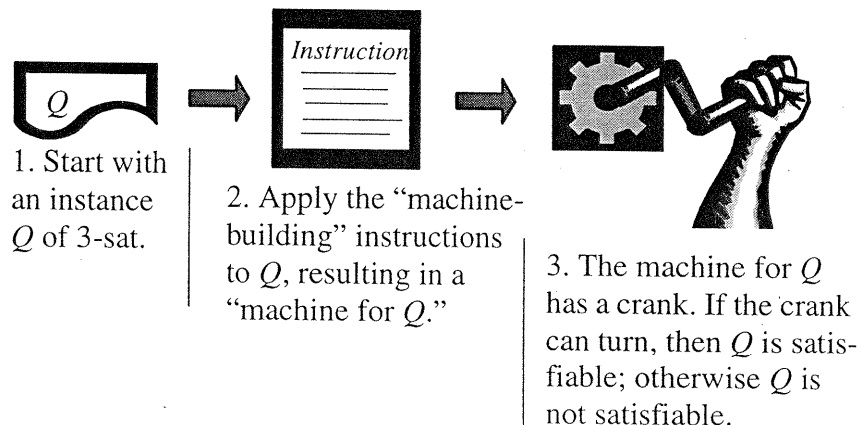 Q
Instruction
1. Start with
an instance
Q of 3-sat.
2. Apply the “machine-
building” instructions
to Q, resulting in a
“machine for Q.”
3. The machine for Q
has a crank. If the crank
can turn, then Q is satis-
fiable; otherwise Q is
not satisfiable.